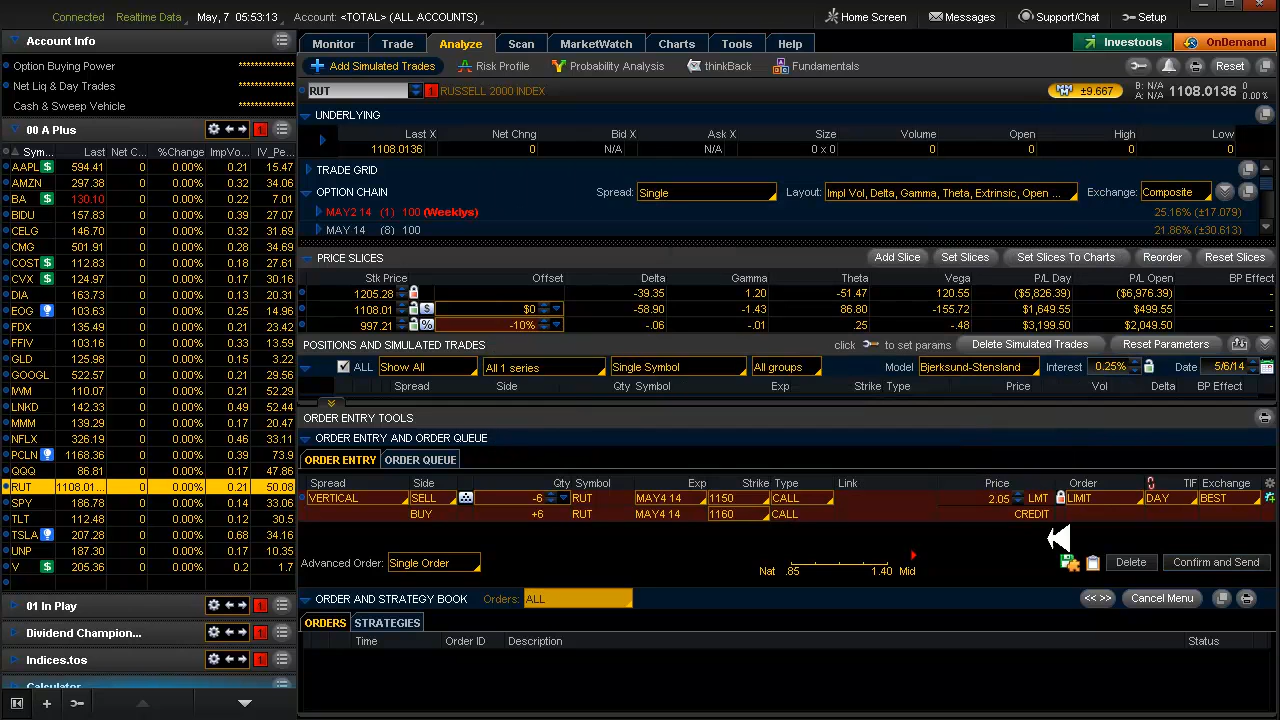 Connected Realtime Data May, 7 05:53:13 Account: <TOTAL> (ALL ACCOUNTS) Home Screen Messages Support/Chat Setup
Account Info
Option Buying Power **************
Net Liq & Day Trades **************
Cash & Sweep Vehicle **************
00 A Plus 1
Sym... Last Net C... %Change ImpVo... IV_Pe...
AAPL $ 594.41 0 0.00% 0.21 15.47
AMZN 297.38 0 0.00% 0.32 34.06
BA $ 130.10 0 0.00% 0.22 7.01
BIDU 157.83 0 0.00% 0.39 27.07
CELG 146.70 0 0.00% 0.32 31.69
CMG 501.91 0 0.00% 0.28 34.69
COST $ 112.83 0 0.00% 0.18 27.61
CVX $ 124.97 0 0.00% 0.17 30.16
DIA 163.73 0 0.00% 0.13 20.31
EOG 103.63 0 0.00% 0.25 14.96
FDX 135.49 0 0.00% 0.22 23.42
FFIV 103.16 0 0.00% 0.33 13.59
GLD 125.98 0 0.00% 0.15 3.22
GOOGL 522.57 0 0.00% 0.21 29.56
IWM 110.07 0 0.00% 0.21 52.29
LNKD 142.33 0 0.00% 0.49 52.44
MMM 139.29 0 0.00% 0.17 20.47
NFLX 326.19 0 0.00% 0.46 33.11
PCLN 1168.36 0 0.00% 0.39 73.9
QQQ 86.81 0 0.00% 0.17 47.86
RUT 1108.01... 0 0.00% 0.21 50.08
SPY 186.78 0 0.00% 0.14 33.06
TLT 112.48 0 0.00% 0.12 30.5
TSLA 207.28 0 0.00% 0.68 34.16
UNP 187.30 0 0.00% 0.17 10.35
V $ 205.36 0 0.00% 0.2 1.7
01 In Play 1
Dividend Champion... 1
Indices.tos 1
Calculator
Monitor Trade Analyze Scan MarketWatch Charts Tools Help Investools OnDemand
Add Simulated Trades Risk Profile Probability Analysis thinkBack Fundamentals Reset
RUT 1 RUSSELL 2000 INDEX ±9.667 B: N/A A: N/A 1108.0136 0 0.00%
UNDERLYING
Last X Net Chng Bid X Ask X Size Volume Open High Low
1108.0136 0 N/A N/A 0 x 0 0 0 0 0
TRADE GRID
OPTION CHAIN Spread: Single Layout: Impl Vol, Delta, Gamma, Theta, Extrinsic, Open ... Exchange: Composite
MAY2 14 (1) 100 (Weeklys) 25.16% (±17.079)
MAY 14 (8) 100 21.86% (±30.613)
PRICE SLICES Add Slice Set Slices Set Slices To Charts Reorder Reset Slices
Stk Price Offset Delta Gamma Theta Vega P/L Day P/L Open BP Effect
1205.28 -39.35 1.20 -51.47 120.55 ($5,826.39) ($6,976.39)
1108.01 $ $0 -58.90 -1.43 86.80 -155.72 $1,649.55 $499.55
997.21 % -10% -.06 -.01 .25 -.48 $3,199.50 $2,049.50
POSITIONS AND SIMULATED TRADES click to set params Delete Simulated Trades Reset Parameters
ALL Show All All 1 series Single Symbol All groups Model Bjerksund-Stensland Interest 0.25% Date 5/6/14
Spread Side Qty Symbol Exp Strike Type Price Vol Delta BP Effect
ORDER ENTRY TOOLS
ORDER ENTRY AND ORDER QUEUE
ORDER ENTRY ORDER QUEUE
Spread Side Qty Symbol Exp Strike Type Link Price Order TIF Exchange
VERTICAL SELL -6 RUT MAY4 14 1150 CALL 2.05 LMT LIMIT DAY BEST
BUY +6 RUT MAY4 14 1160 CALL CREDIT
Advanced Order: Single Order Nat .85 1.40 Mid Delete Confirm and Send
ORDER AND STRATEGY BOOK Orders: ALL << >> Cancel Menu
ORDERS STRATEGIES
Time Order ID Description Status